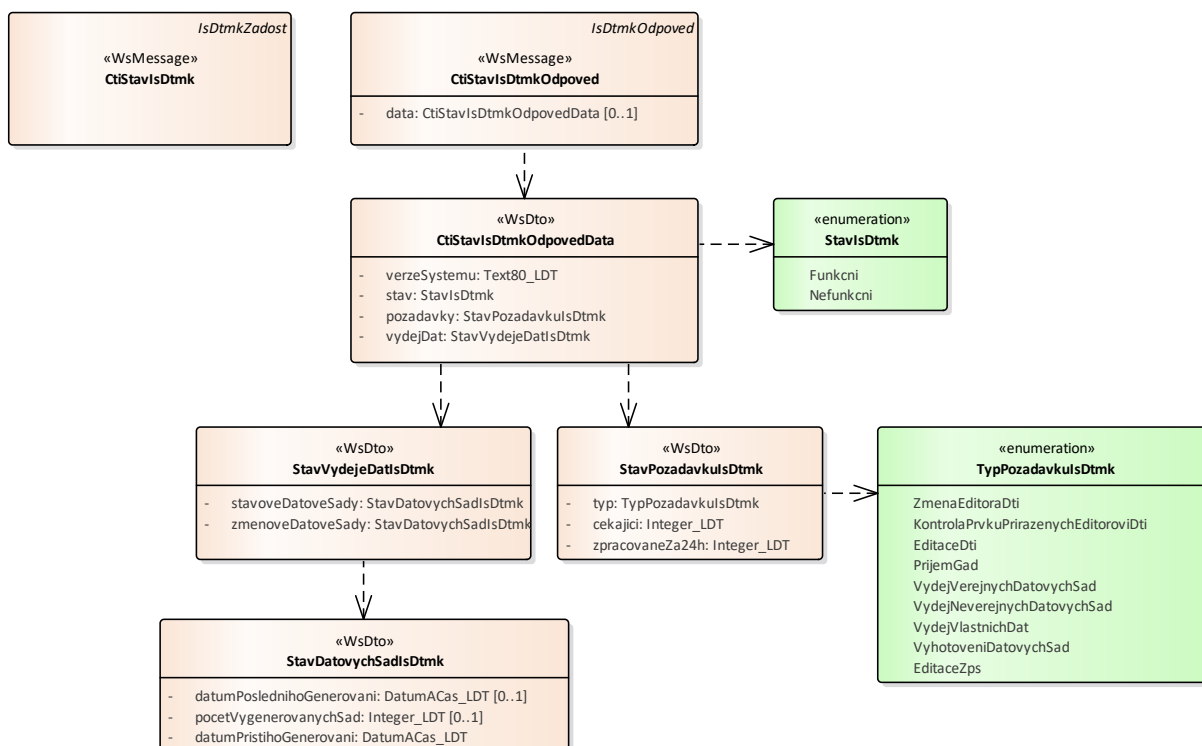 IsDtmkZadost
«WsMessage»
CtiStavIsDtmk
IsDtmkOdpoved
«WsMessage»
CtiStavIsDtmkOdpoved
- data: CtiStavIsDtmkOdpovedData [0..1]
«WsDto»
CtiStavIsDtmkOdpovedData
- verzeSystemu: Text80_LDT
- stav: StavIsDtmk
- pozadavky: StavPozadavkuIsDtmk
- vydejDat: StavVydejeDatIsDtmk
«enumeration»
StavIsDtmk
Funkcni
Nefunkcni
«WsDto»
StavVydejeDatIsDtmk
- stavoveDatoveSady: StavDatovychSadIsDtmk
- zmenoveDatoveSady: StavDatovychSadIsDtmk
«WsDto»
StavPozadavkuIsDtmk
- typ: TypPozadavkuIsDtmk
- cekajici: Integer_LDT
- zpracovaneZa24h: Integer_LDT
«enumeration»
TypPozadavkuIsDtmk
ZmenaEditoraDti
KontrolaPrvkuPrirazenychEditoroviDti
EditaceDti
PrijemGad
VydejVerejnychDatovychSad
VydejNeverejnychDatovychSad
VydejVlastnichDat
VyhotoveniDatovychSad
EditaceZps
«WsDto»
StavDatovychSadIsDtmk
- datumPoslednihoGenerovani: DatumACas_LDT [0..1]
- pocetVygenerovanychSad: Integer_LDT [0..1]
- datumPristihoGenerovani: DatumACas_LDT